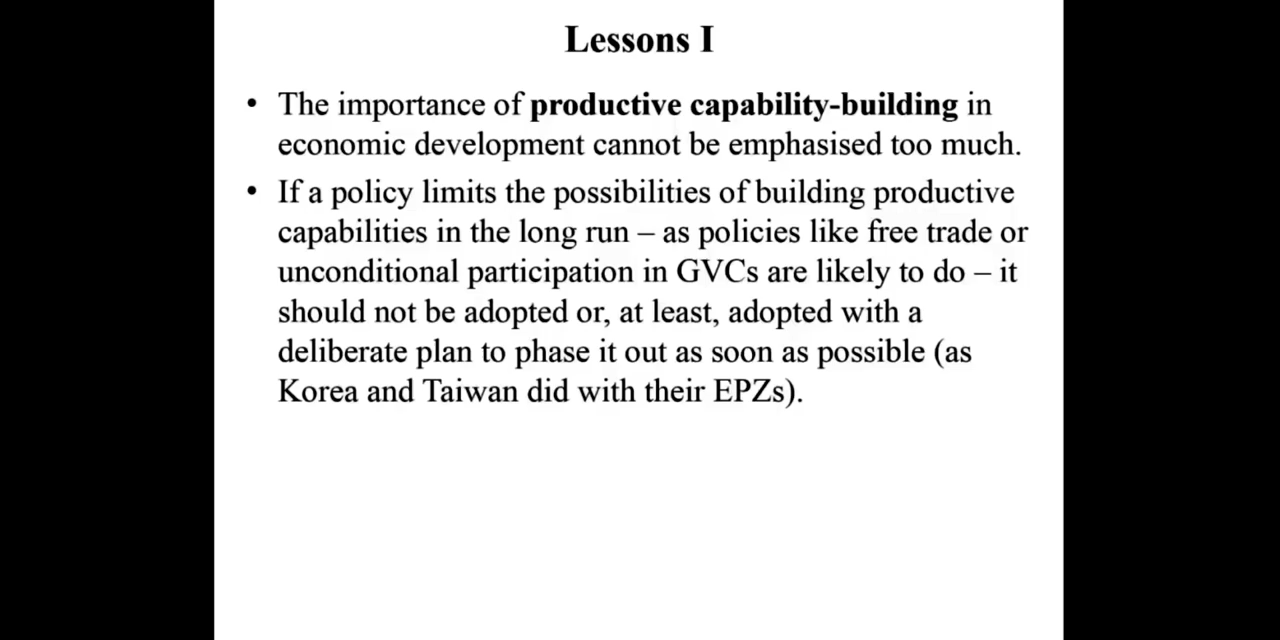 Lessons I
• The importance of productive capability-building in
economic development cannot be emphasised too much.
• If a policy limits the possibilities of building productive
capabilities in the long run – as policies like free trade or
unconditional participation in GVCs are likely to do – it
should not be adopted or, at least, adopted with a
deliberate plan to phase it out as soon as possible (as
Korea and Taiwan did with their EPZs).